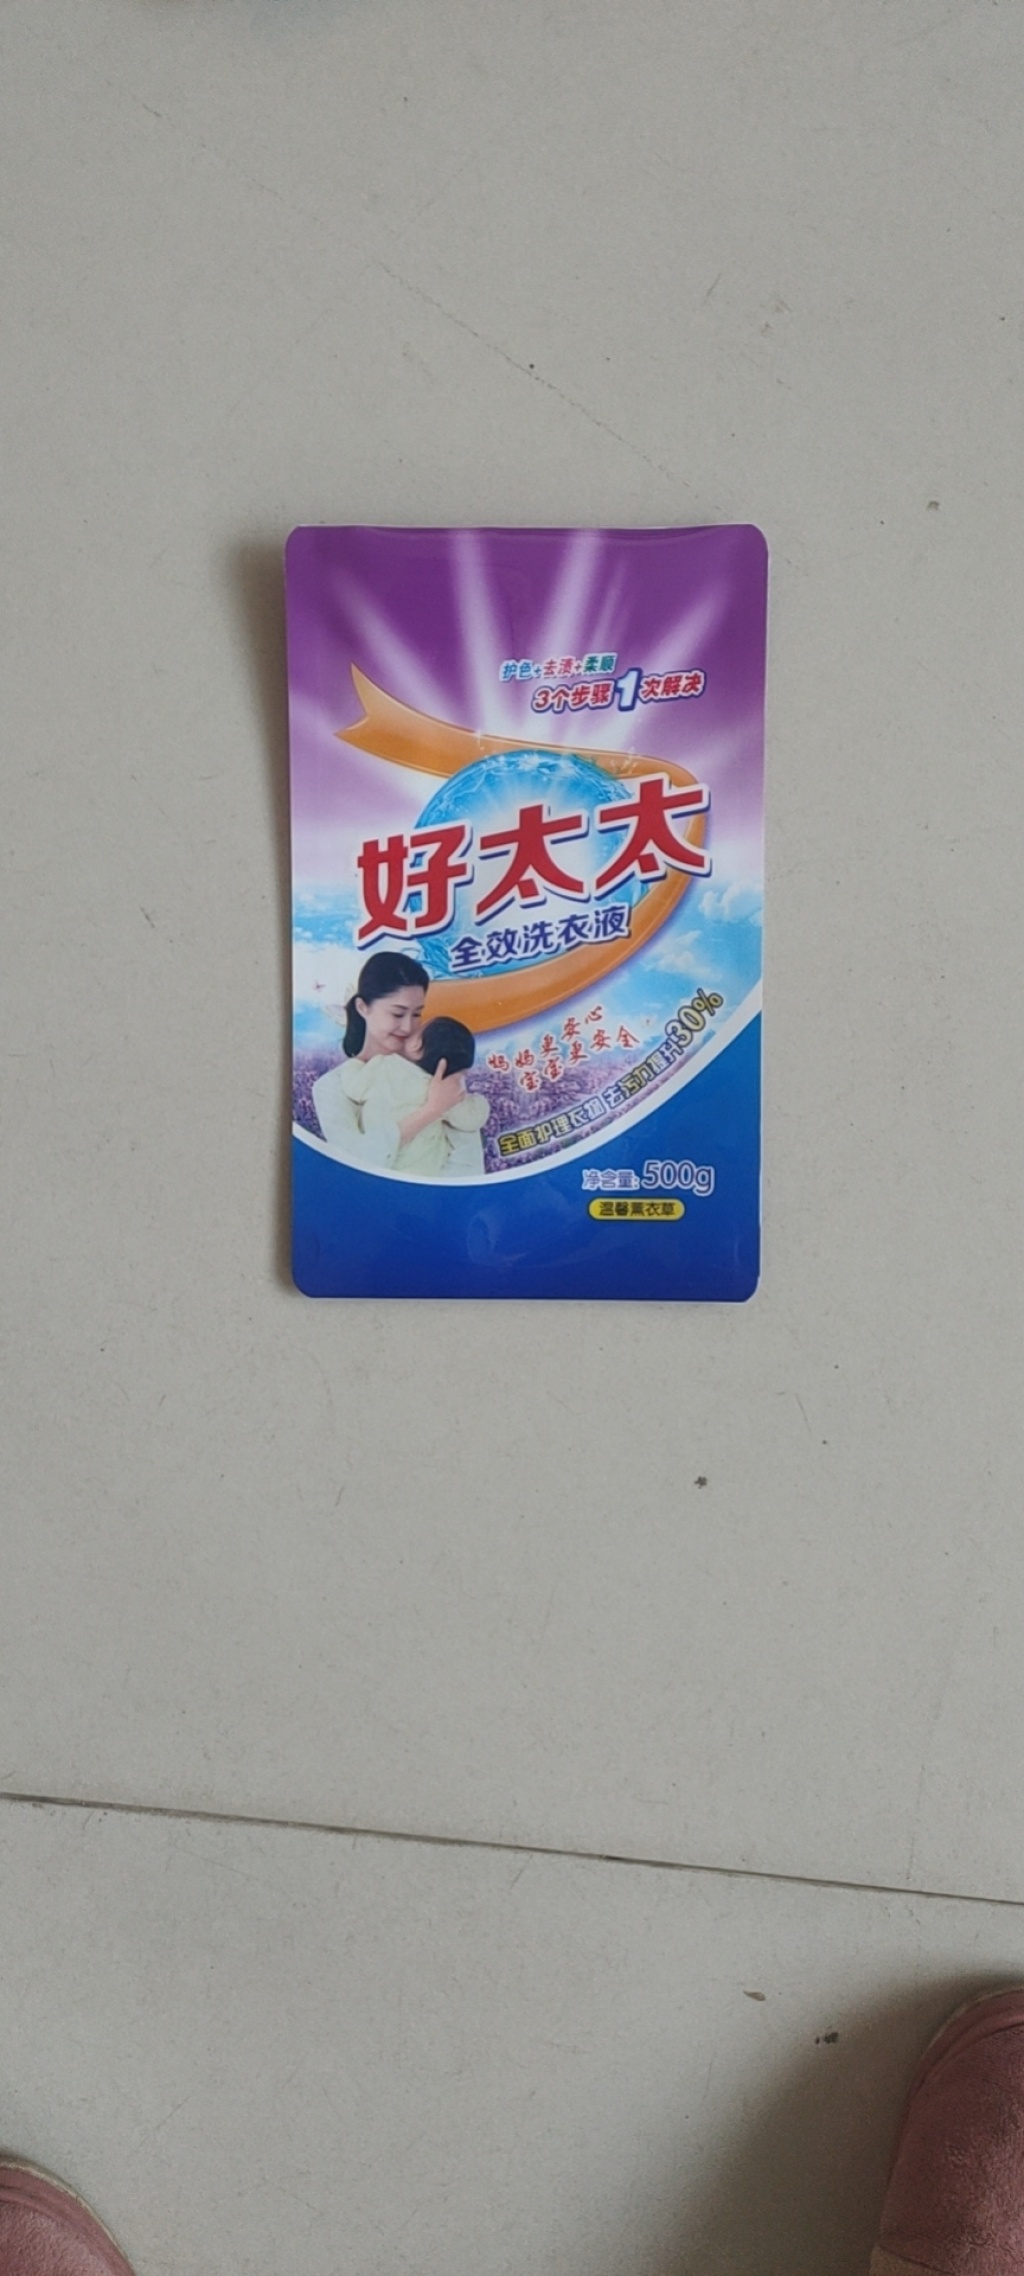 护色+去渍+柔顺
3个步骤1次解决
好太太
全效洗衣液
妈妈更安心
宝宝更安全
全面护理衣物 去污力提升30%
净含量:500g
温馨薰衣草